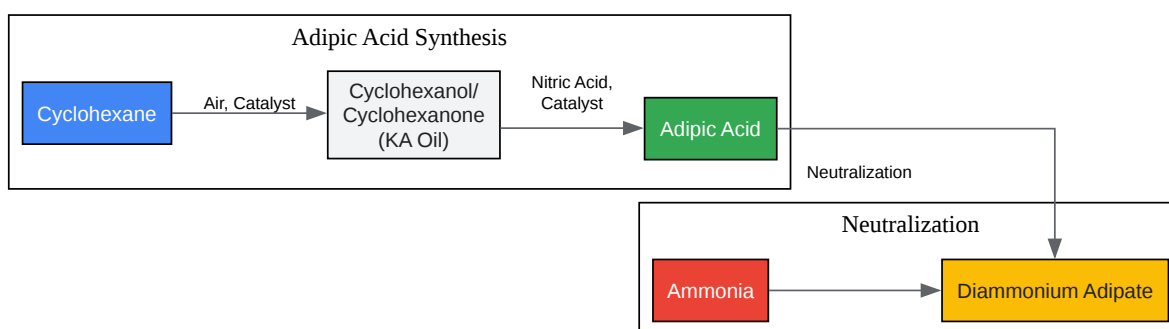 Adipic Acid Synthesis
Cyclohexane
Air, Catalyst
Cyclohexanol/
Cyclohexanone
(KA Oil)
Nitric Acid,
Catalyst
Adipic Acid
Neutralization
Neutralization
Ammonia
Diammonium Adipate